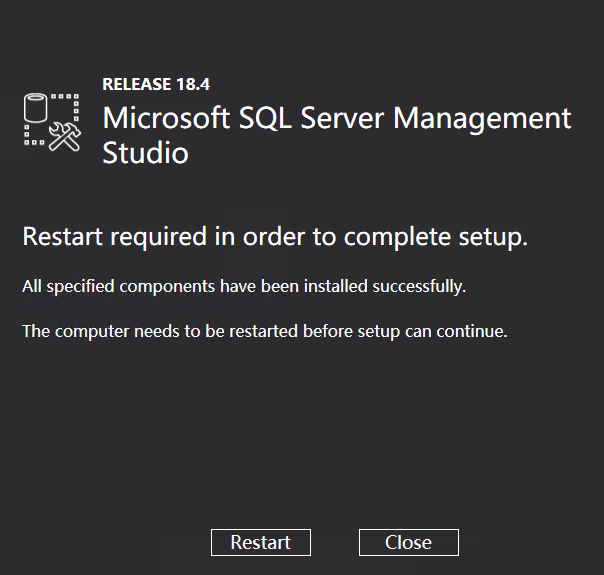 RELEASE 18.4
Microsoft SQL Server Management
Studio
Restart required in order to complete setup.
All specified components have been installed successfully.
The computer needs to be restarted before setup can continue.
Restart
Close